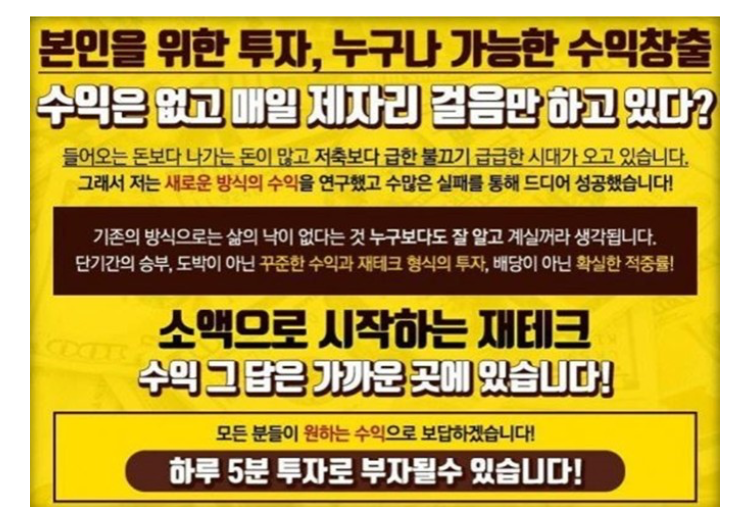 본인을 위한 투자, 누구나 가능한 수익창출
수익은 없고 매일 제자리 걸음만 하고 있다?
들어오는 돈보다 나가는 돈이 많고 저축보다 급한 불끄기 급급한 시대가 오고 있습니다.
그래서 저는 새로운 방식의 수익을 연구했고 수많은 실패를 통해 드디어 성공했습니다!
기존의 방식으로는 삶의 낙이 없다는 것 누구보다도 잘 알고 계실꺼라 생각됩니다.
단기간의 승부, 도박이 아닌 꾸준한 수익과 재테크 형식의 투자, 배당이 아닌 확실한 적중률!
소액으로 시작하는 재테크
수익 그 답은 가까운 곳에 있습니다!
모든 분들이 원하는 수익으로 보답하겠습니다!
하루 5분 투자로 부자될수 있습니다!